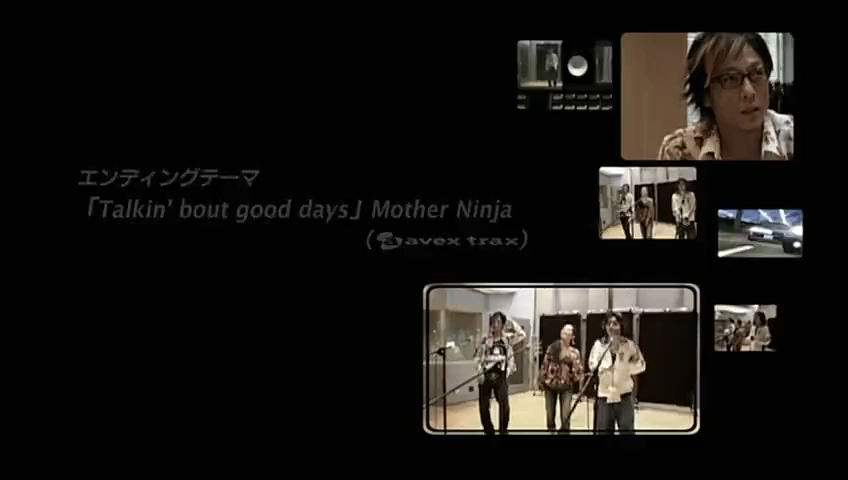 エンディングテーマ
「Talkin' bout good days」 Mother Ninja
(avex trax)